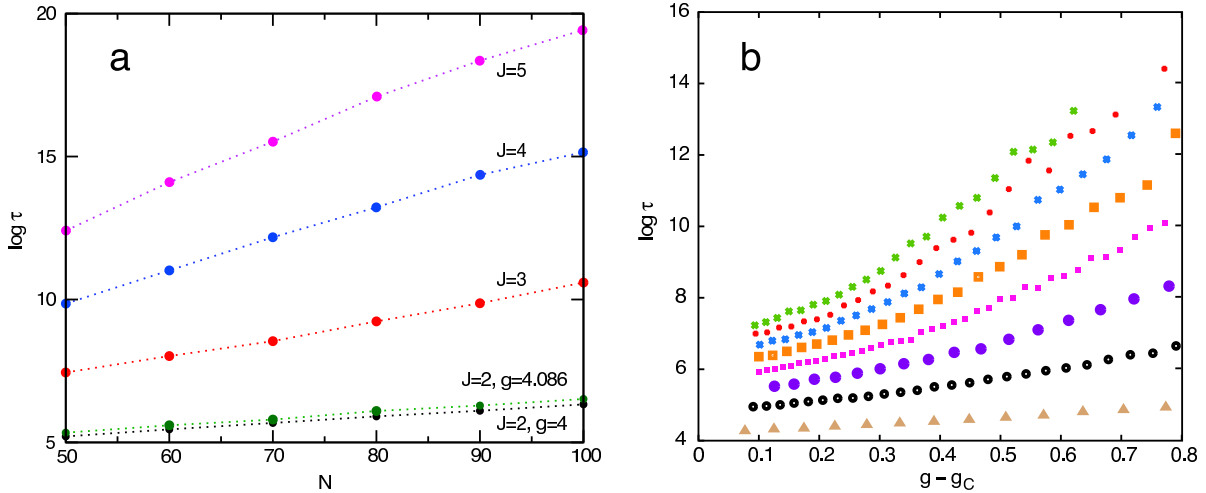 a
20
15
10
5
log τ
J=5
J=4
J=3
J=2, g=4.086
J=2, g=4
50 60 70 80 90 100
N
b
16
14
12
10
8
6
4
log τ
0 0.1 0.2 0.3 0.4 0.5 0.6 0.7 0.8
g – gC